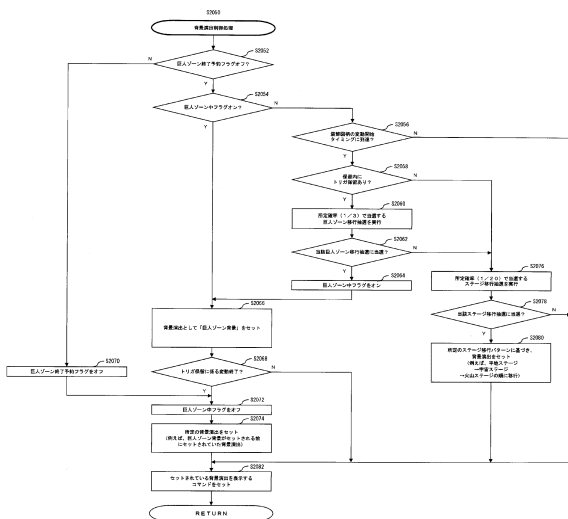 S2050
背景演出制御処理
S2052
巨人ゾーン終了予約フラグオフ?
N
Y
S2054
巨人ゾーン中フラグオン?
N
Y
S2056
装飾図柄の変動開始
タイミングに到達?
N
Y
S2058
保留内に
トリガ保留あり?
N
Y
S2060
所定確率(1/3)で当選する
巨人ゾーン移行抽選を実行
S2062
当該巨人ゾーン移行抽選に当選?
N
Y
S2064
巨人ゾーン中フラグをオン
S2076
所定確率(1/20)で当選する
ステージ移行抽選を実行
S2078
当該ステージ移行抽選に当選?
N
Y
S2080
所定のステージ移行パターンに基づき、
背景演出をセット
(例えば、平地ステージ
→宇宙ステージ
→火山ステージの順に移行)
S2066
背景演出として「巨人ゾーン背景」をセット
S2068
トリガ保留に係る変動終了?
N
Y
S2070
巨人ゾーン終了予約フラグをオフ
S2072
巨人ゾーン中フラグをオフ
S2074
所定の背景演出をセット
(例えば、巨人ゾーン背景がセットされる前
にセットされていた背景演出)
S2082
セットされている背景演出を表示する
コマンドをセット
RETURN